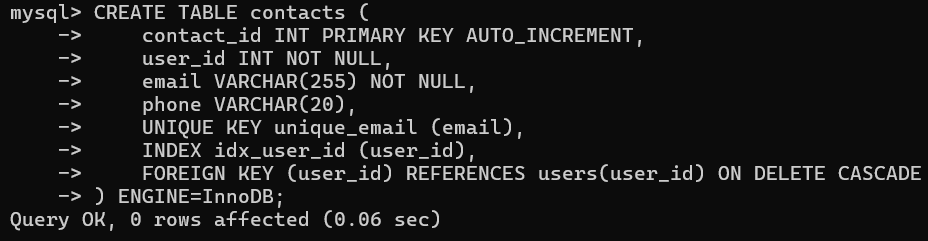 mysql> CREATE TABLE contacts (
    ->     contact_id INT PRIMARY KEY AUTO_INCREMENT,
    ->     user_id INT NOT NULL,
    ->     email VARCHAR(255) NOT NULL,
    ->     phone VARCHAR(20),
    ->     UNIQUE KEY unique_email (email),
    ->     INDEX idx_user_id (user_id),
    ->     FOREIGN KEY (user_id) REFERENCES users(user_id) ON DELETE CASCADE
    -> ) ENGINE=InnoDB;
Query OK, 0 rows affected (0.06 sec)